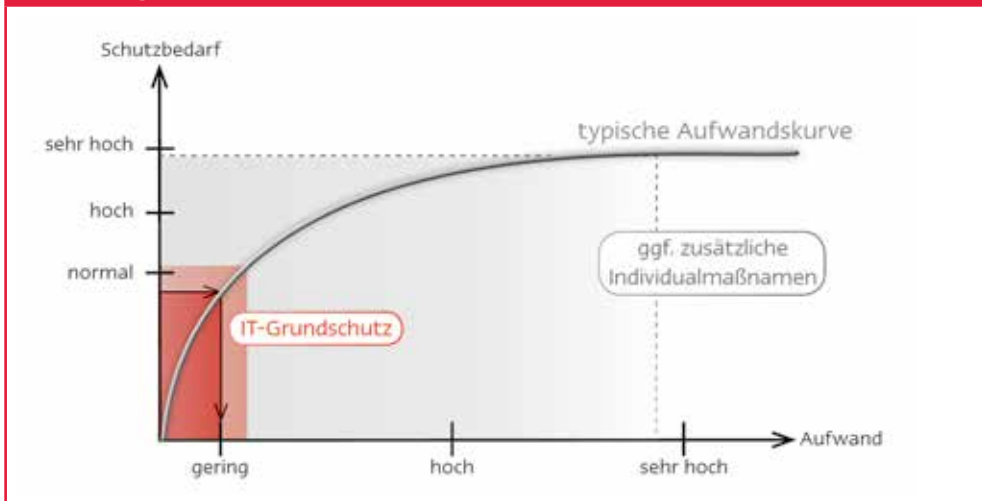 Schutzbedarf
sehr hoch
typische Aufwandskurve
hoch
ggf. zusätzliche
Individualmaßnamen
normal
IT-Grundschutz
Aufwand
gering
hoch
sehr hoch